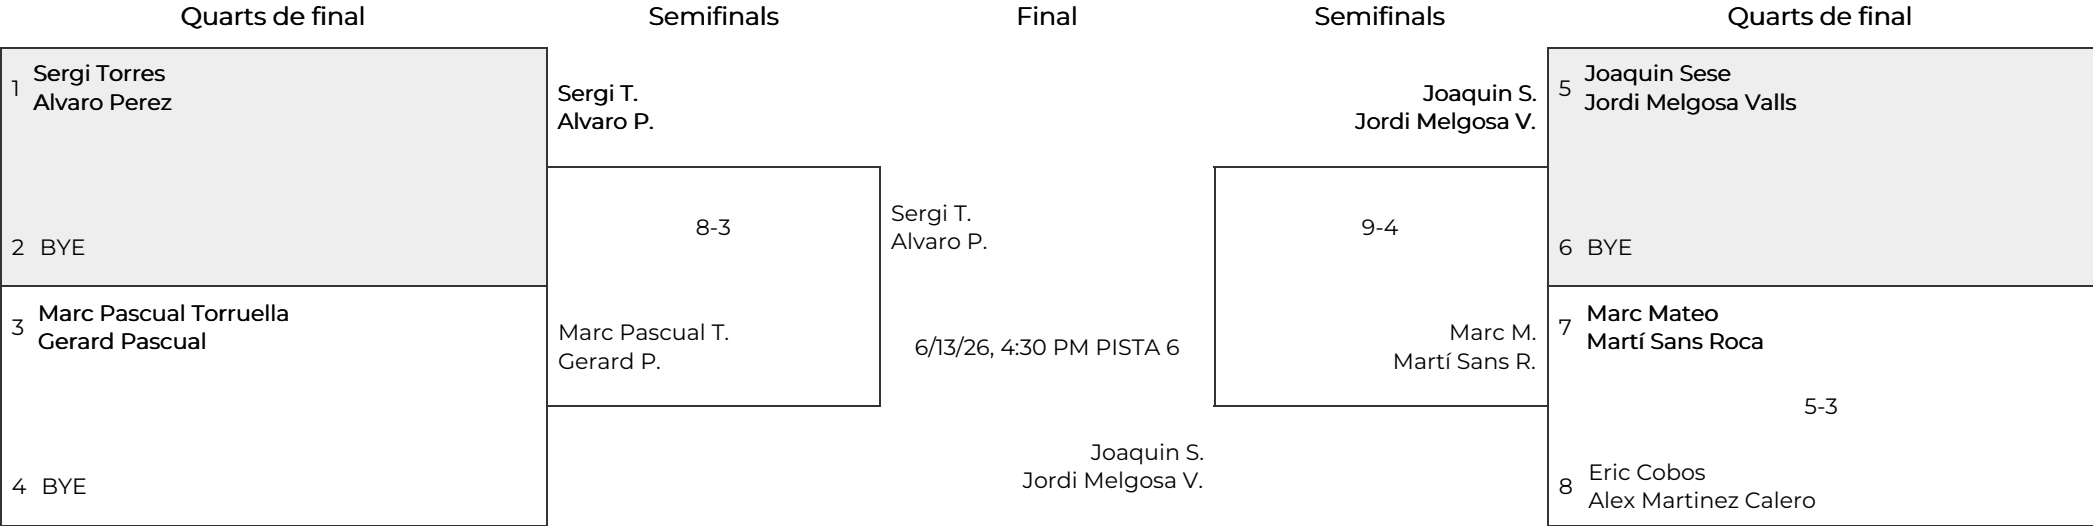 Quarts de final
Semifinals
Final
Semifinals
Quarts de final
1
Sergi Torres
Alvaro Perez
2 BYE
3
Marc Pascual Torruella
Gerard Pascual
4 BYE
Sergi T.
Alvaro P.
8-3
Marc Pascual T.
Gerard P.
Sergi T.
Alvaro P.
6/13/26, 4:30 PM PISTA 6
Joaquin S.
Jordi Melgosa V.
Joaquin S.
Jordi Melgosa V.
9-4
Marc M.
Martí Sans R.
5
Joaquin Sese
Jordi Melgosa Valls
6 BYE
7
Marc Mateo
Martí Sans Roca
5-3
8
Eric Cobos
Alex Martinez Calero